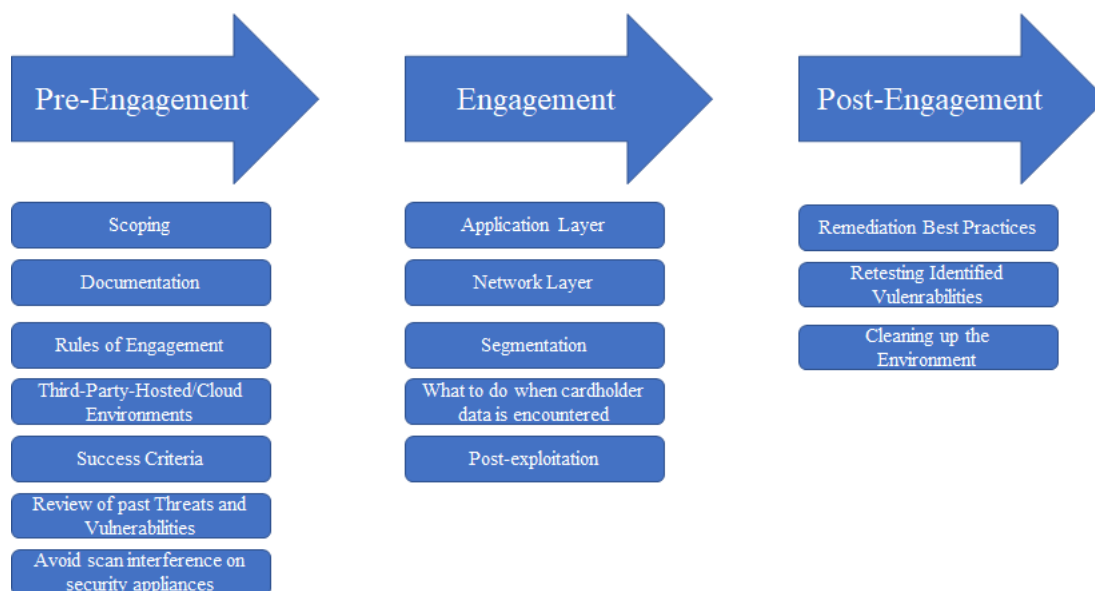 Pre-Engagement
Engagement
Post-Engagement
Scoping
Documentation
Rules of Engagement
Third-Party-Hosted/Cloud
Environments
Success Criteria
Review of past Threats and
Vulnerabilities
Avoid scan interference on
security appliances
Application Layer
Network Layer
Segmentation
What to do when cardholder
data is encountered
Post-exploitation
Remediation Best Practices
Retesting Identified
Vulenrabilities
Cleaning up the
Environment